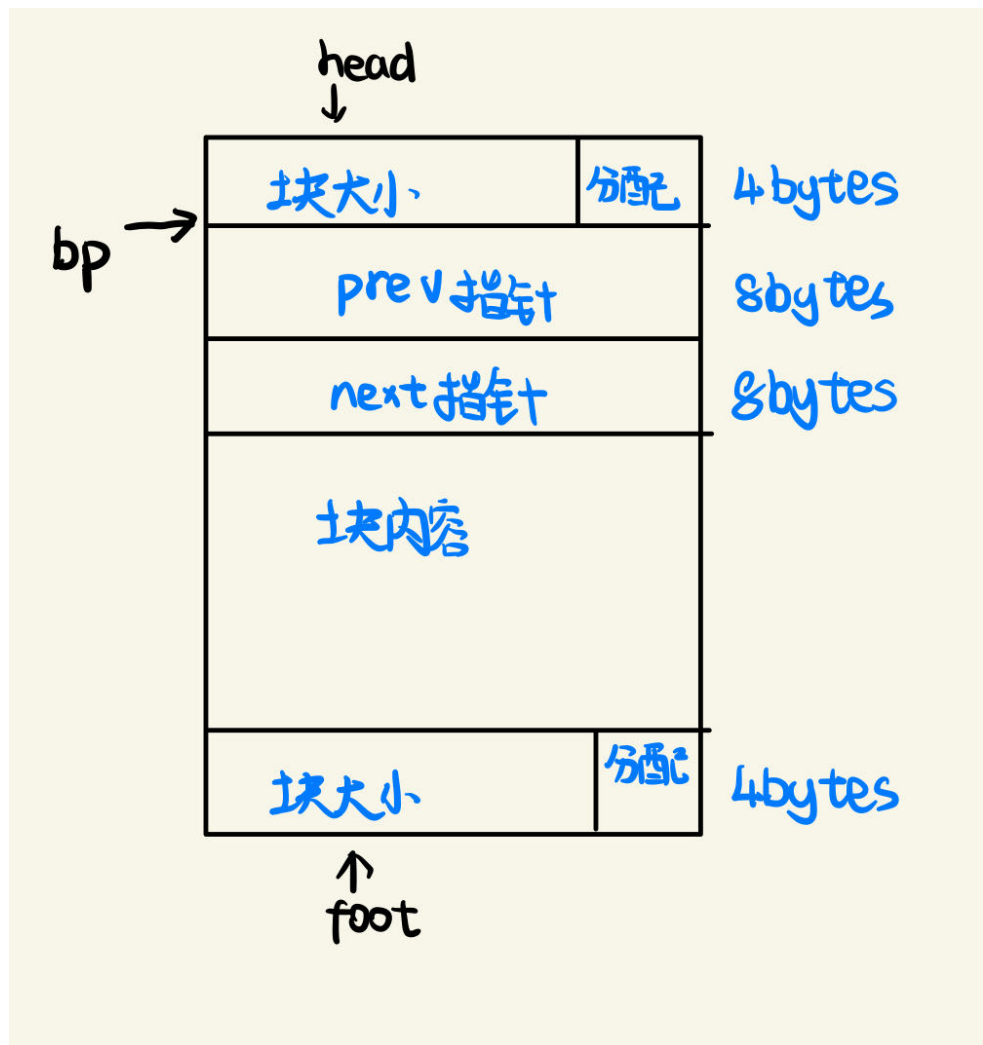 head
块大小 分配 4bytes
bp
prev指针 8bytes
next指针 8bytes
块内容
块大小 分配 4bytes
foot